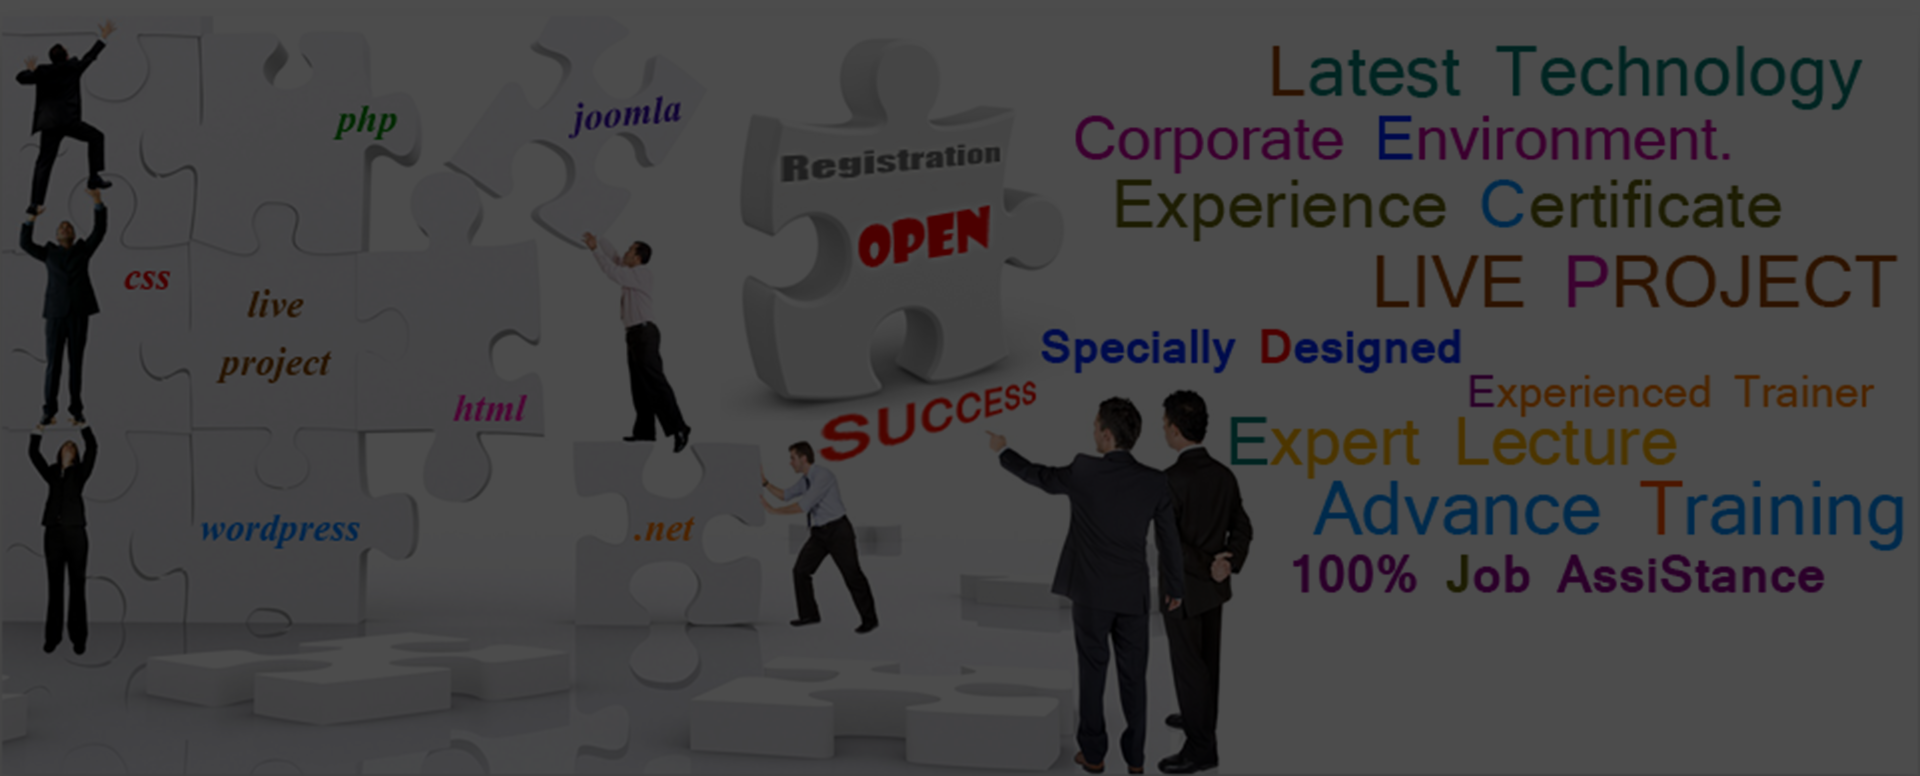 php
joomla
css
live
project
html
wordpress
.net
Registration
OPEN
SUCCESS
Latest Technology
Corporate Environment.
Experience Certificate
LIVE PROJECT
Specially Designed
Experienced Trainer
Expert Lecture
Advance Training
100% Job AssiStance